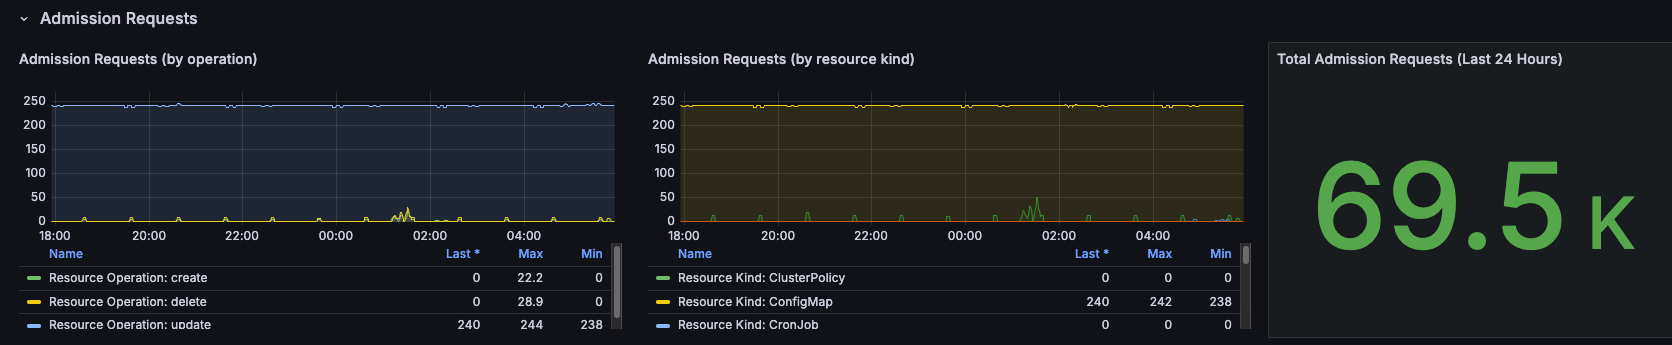 Admission Requests
Admission Requests (by operation)
250
200
150
100
50
0
18:00 20:00 22:00 00:00 02:00 04:00
Name Last * Max Min
Resource Operation: create 0 22.2 0
Resource Operation: delete 0 28.9 0
Resource Operation: update 240 244 238
Admission Requests (by resource kind)
250
200
150
100
50
0
18:00 20:00 22:00 00:00 02:00 04:00
Name Last * Max Min
Resource Kind: ClusterPolicy 0 0 0
Resource Kind: ConfigMap 240 242 238
Resource Kind: CronJob 0 0 0
Total Admission Requests (Last 24 Hours)
69.5 K